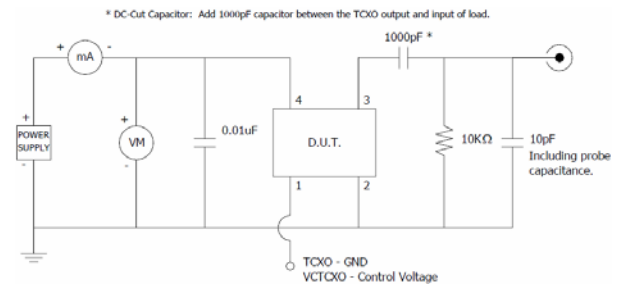 * DC-Cut Capacitor: Add 1000pF capacitor between the TCXO output and input of load.
1000pF *
+
mA
-
4
3
+
POWER
SUPPLY
-
+
VM
-
0.01uF
D.U.T.
10KΩ
10pF
Including probe
capacitance.
1
2
TCXO - GND
VCTCXO - Control Voltage